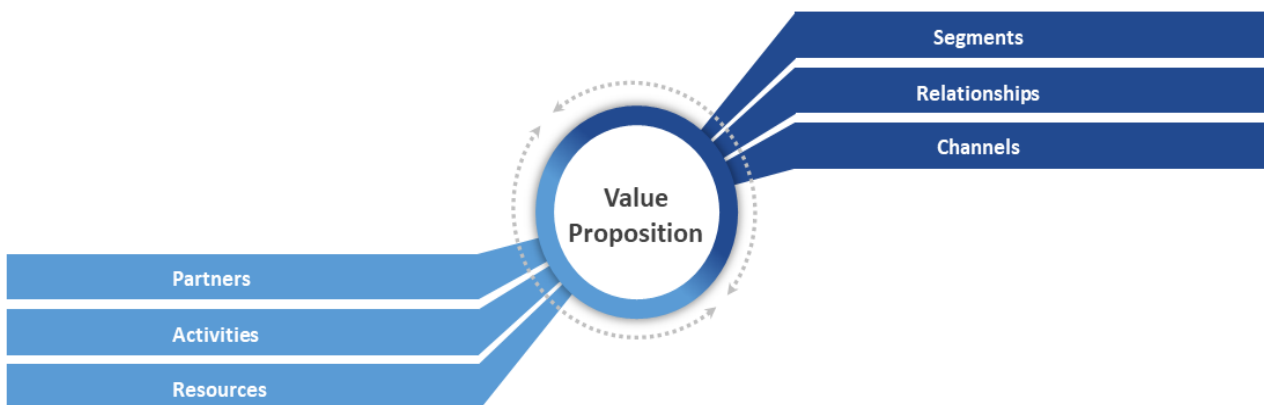 Segments
Relationships
Channels
Value
Proposition
Partners
Activities
Resources